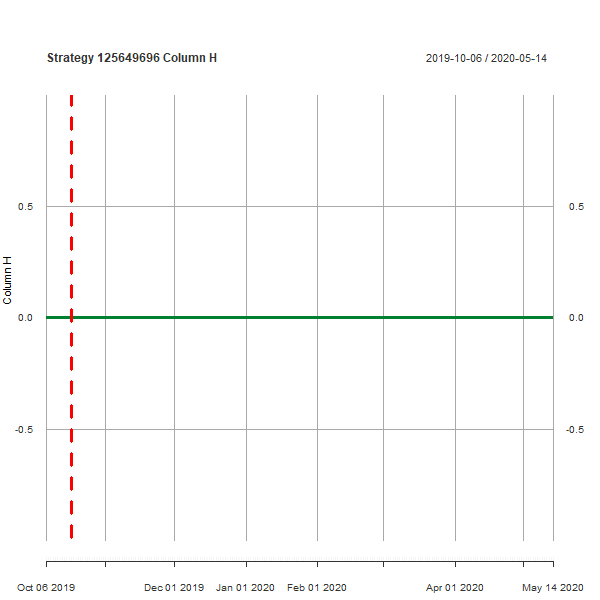 Strategy 125649696 Column H
2019-10-06 / 2020-05-14
0.5
0.5
Column H
0.0
0.0
-0.5
-0.5
Oct 06 2019
Dec 01 2019
Jan 01 2020
Feb 01 2020
Apr 01 2020
May 14 2020